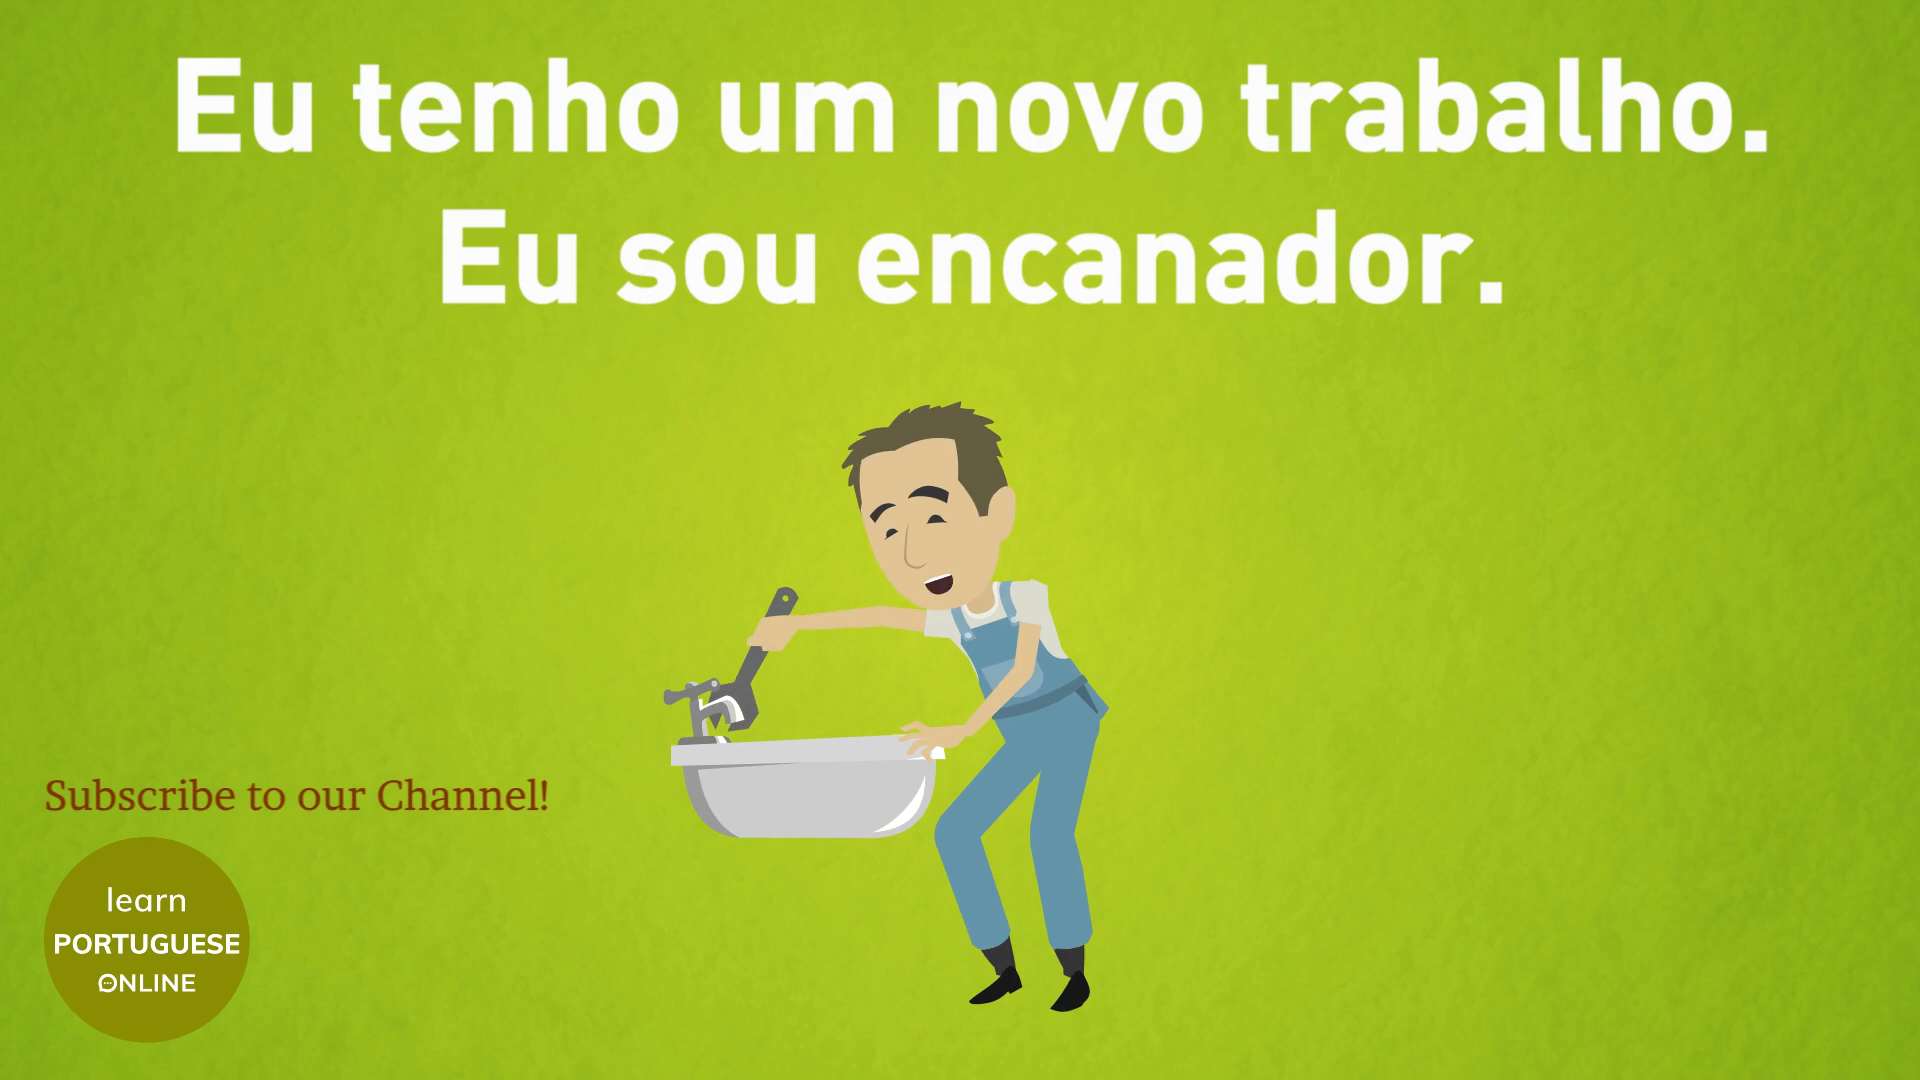 Eu tenho um novo trabalho.
Eu sou encanador.
Subscribe to our Channel!
learn
PORTUGUESE
ONLINE